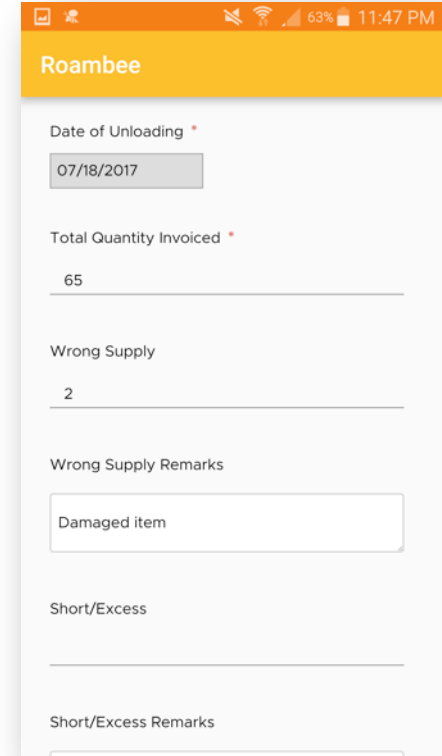 63% 11:47 PM
Roambee
Date of Unloading *
07/18/2017
Total Quantity Invoiced *
65
Wrong Supply
2
Wrong Supply Remarks
Damaged item
Short/Excess
Short/Excess Remarks